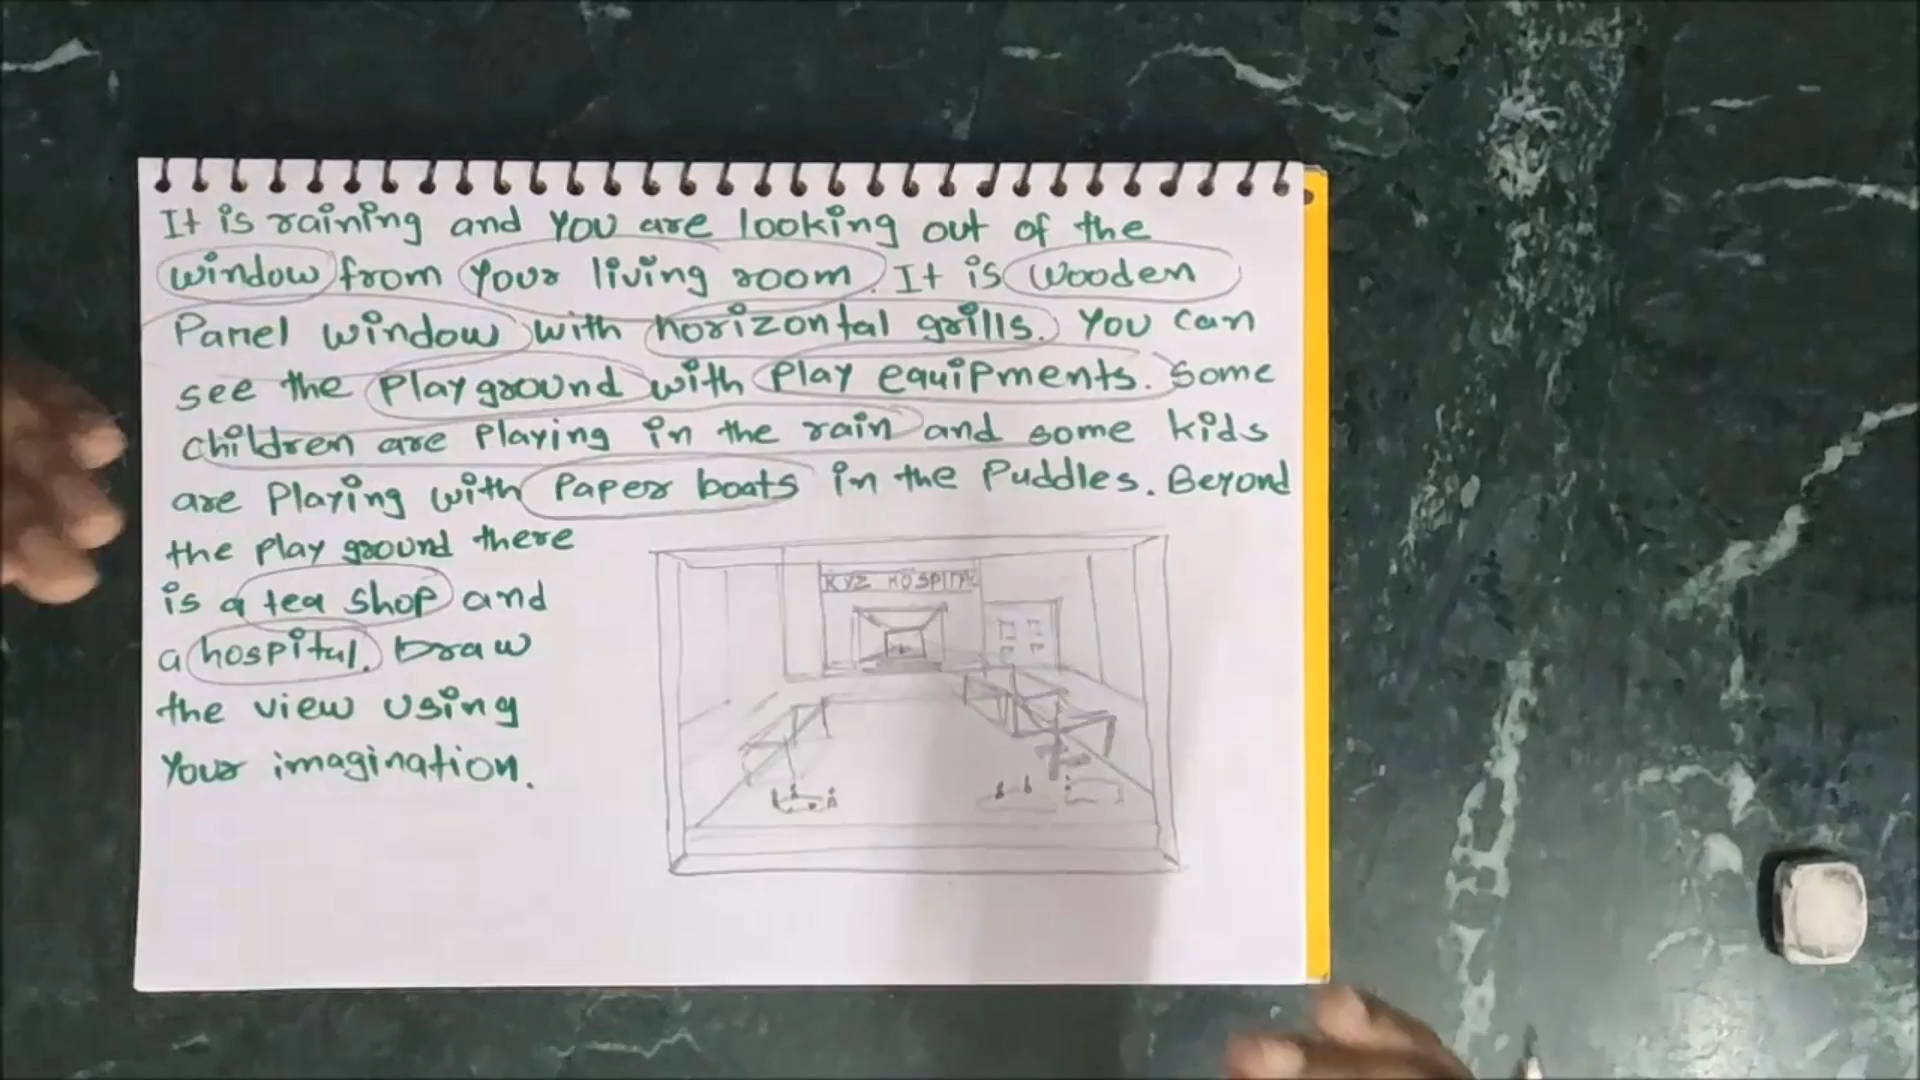 It is raining and you are looking out of the
window from your living room. It is wooden
Panel window with horizontal grills. You can
see the playground with play equipments. Some
children are playing in the rain and some kids
are playing with paper boats in the puddles. Beyond
the play ground there
is a tea shop and
a hospital. Draw
the view using
your imagination.
XYZ HOSPITAL